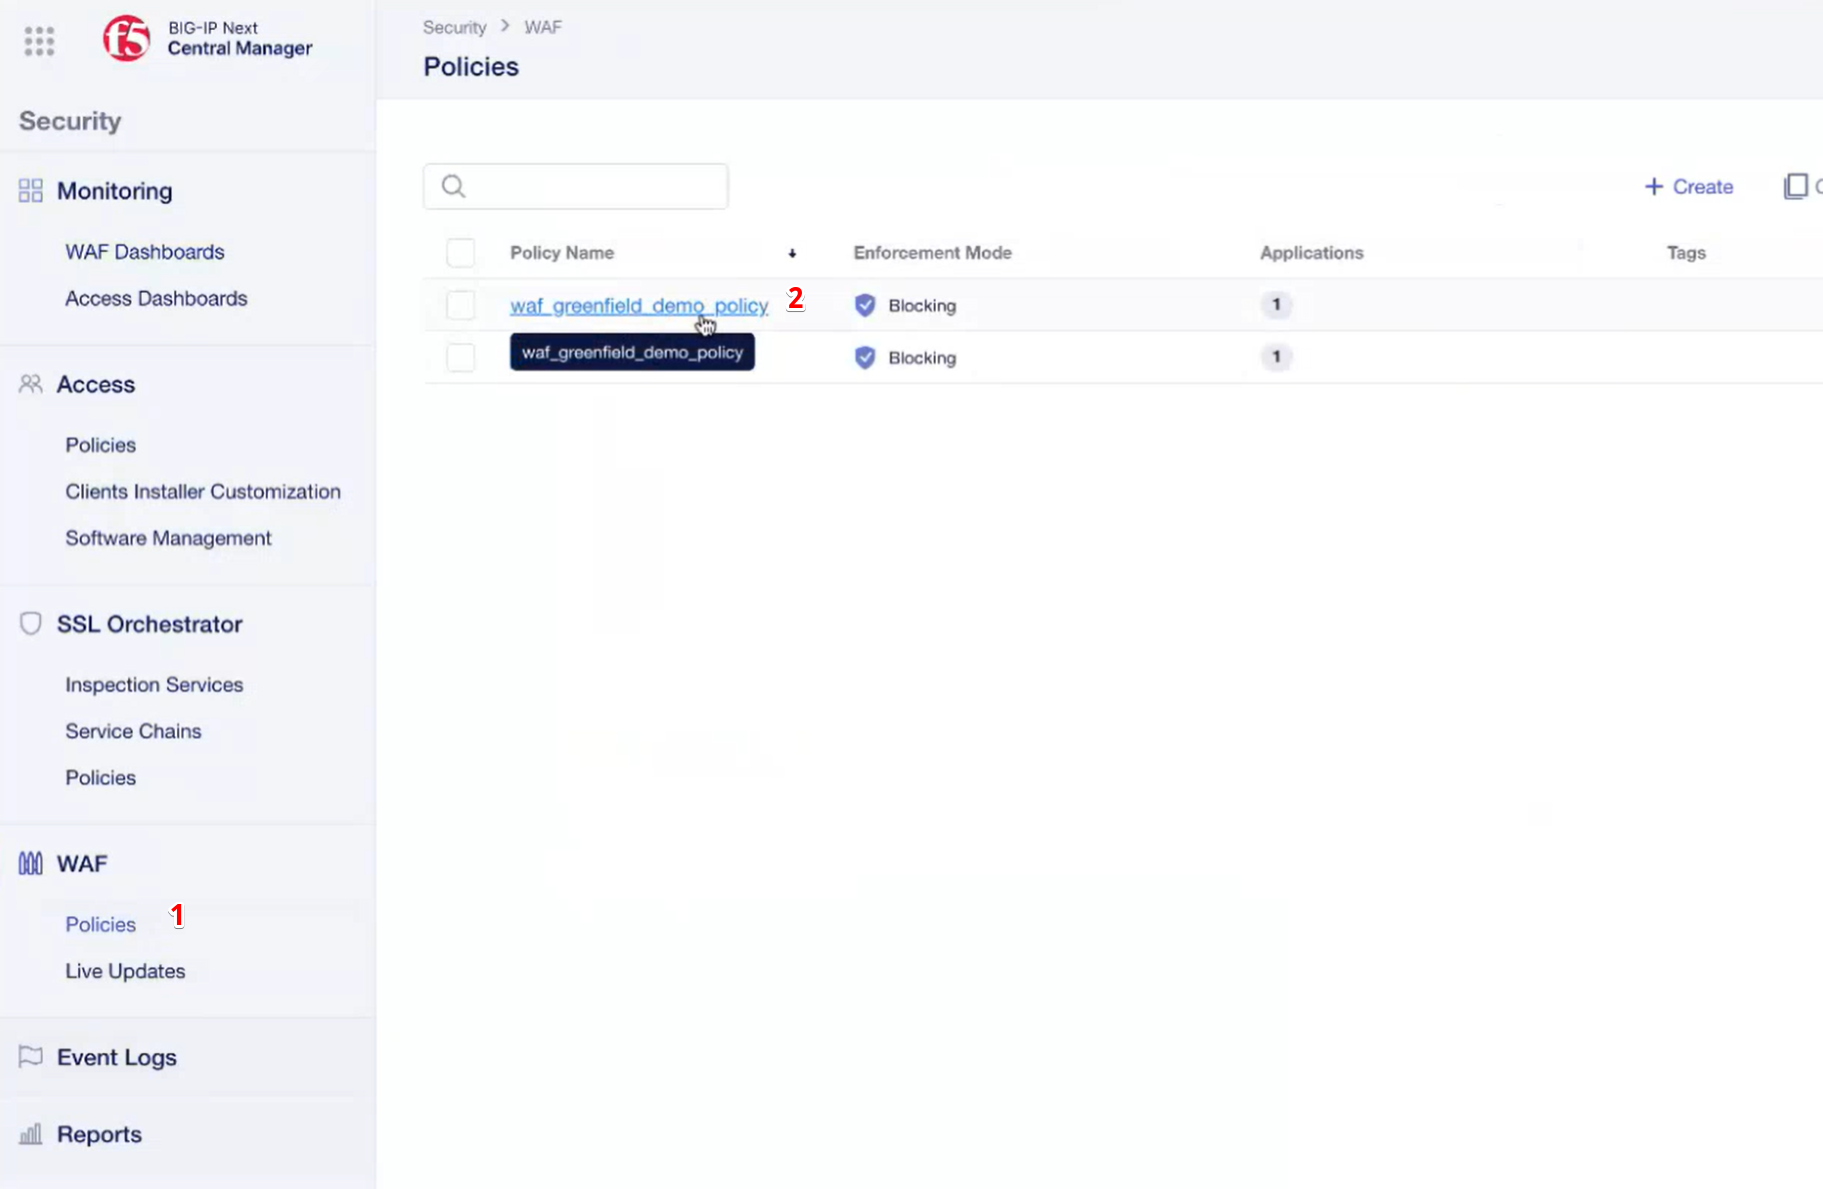 f5
BIG-IP Next
Central Manager
Security
Monitoring
WAF Dashboards
Access Dashboards
Access
Policies
Clients Installer Customization
Software Management
SSL Orchestrator
Inspection Services
Service Chains
Policies
WAF
Policies 1
Live Updates
Event Logs
Reports
Security > WAF
Policies
+ Create
Policy Name Enforcement Mode Applications Tags
waf_greenfield_demo_policy 2 Blocking 1
waf_greenfield_demo_policy Blocking 1